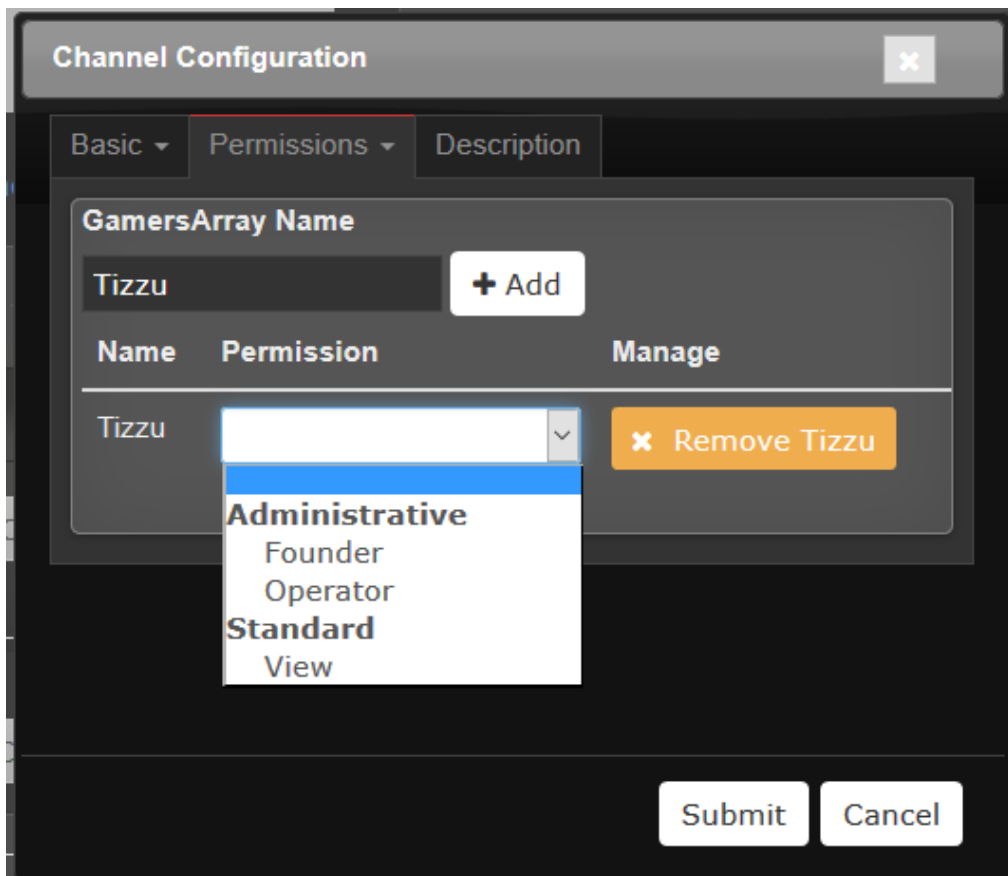 Channel Configuration
Basic Permissions Description
GamersArray Name
Tizzu Add
Name Permission Manage
Tizzu Remove Tizzu
Administrative
Founder
Operator
Standard
View
Submit Cancel